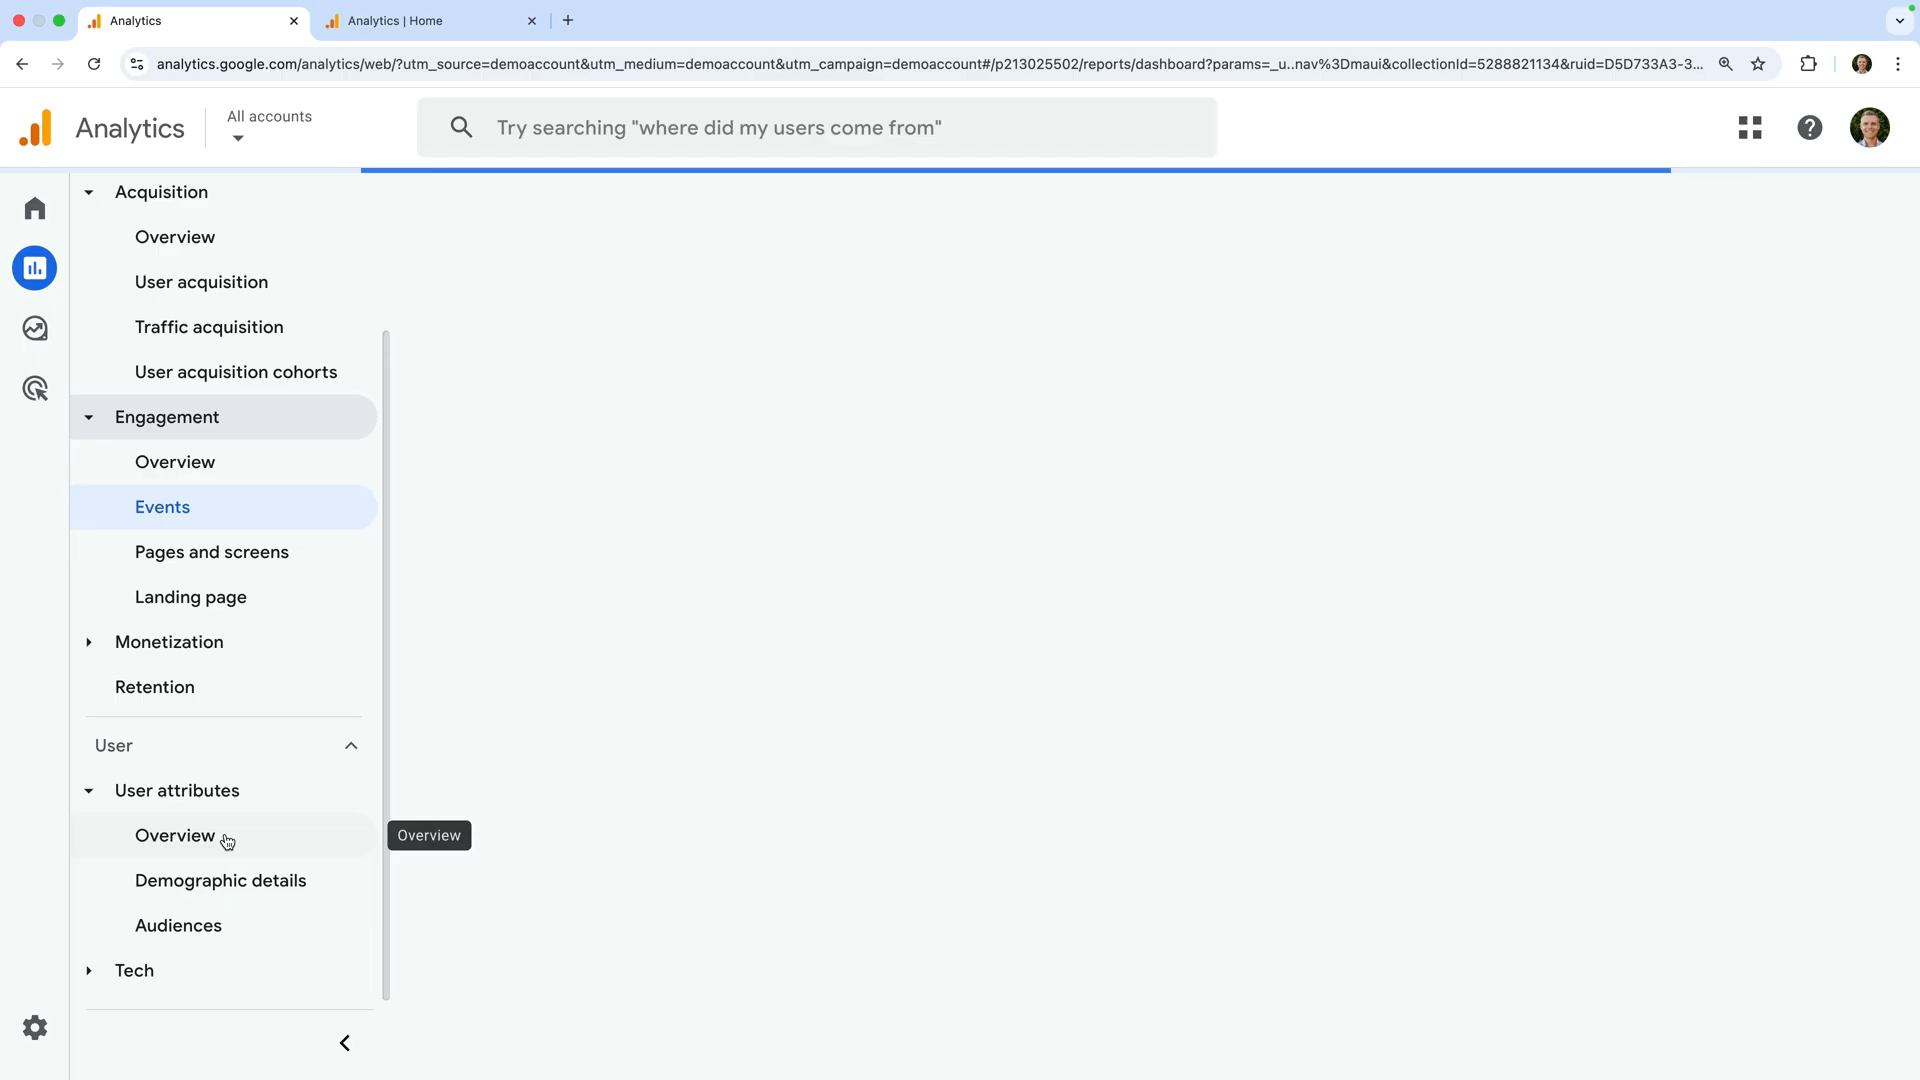 Analytics
Analytics | Home
analytics.google.com/analytics/web/?utm_source=demoaccount&utm_medium=demoaccount&utm_campaign=demoaccount#/p213025502/reports/dashboard?params=_u..nav%3Dmaui&collectionId=5288821134&ruid=D5D733A3-3...
Analytics
All accounts
Try searching "where did my users come from"
Acquisition
Overview
User acquisition
Traffic acquisition
User acquisition cohorts
Engagement
Overview
Events
Pages and screens
Landing page
Monetization
Retention
User
User attributes
Overview
Overview
Demographic details
Audiences
Tech